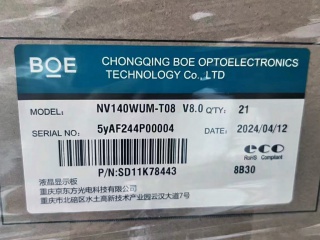 BOE CHONGQING BOE OPTOELECTRONICS
TECHNOLOGY Co., LTD
MODEL: NV140WUM-T08 V8.0 Q'TY: 21
SERIAL NO: 5yAF244P00004 DATE: 2024/04/12
eco
RoHS Compliant
P/N:SD11K78443 8B30
液晶显示板
重庆京东方光电科技有限公司
重庆市北碚区水土高新技术产业园云汉大道7号